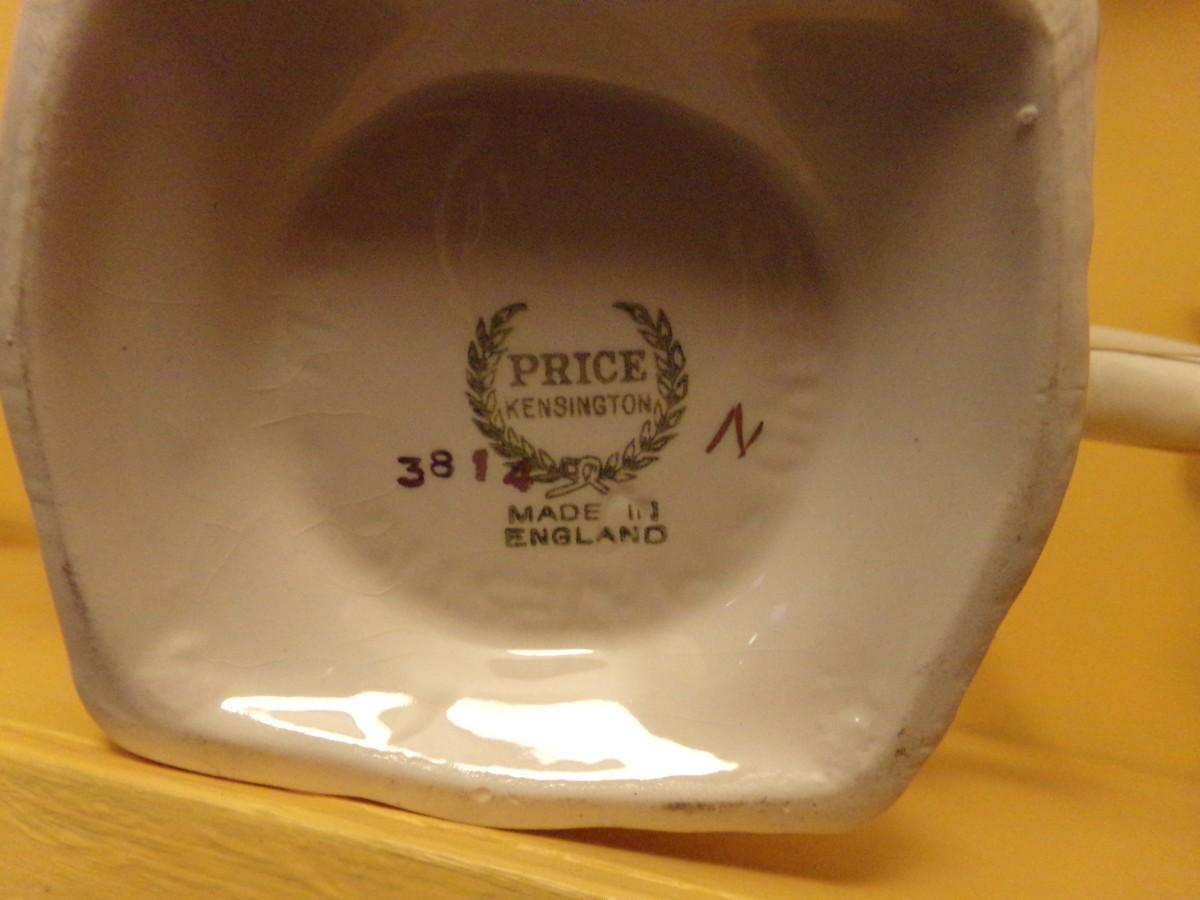 PRICE
KENSINGTON
3814
N
MADE IN
ENGLAND